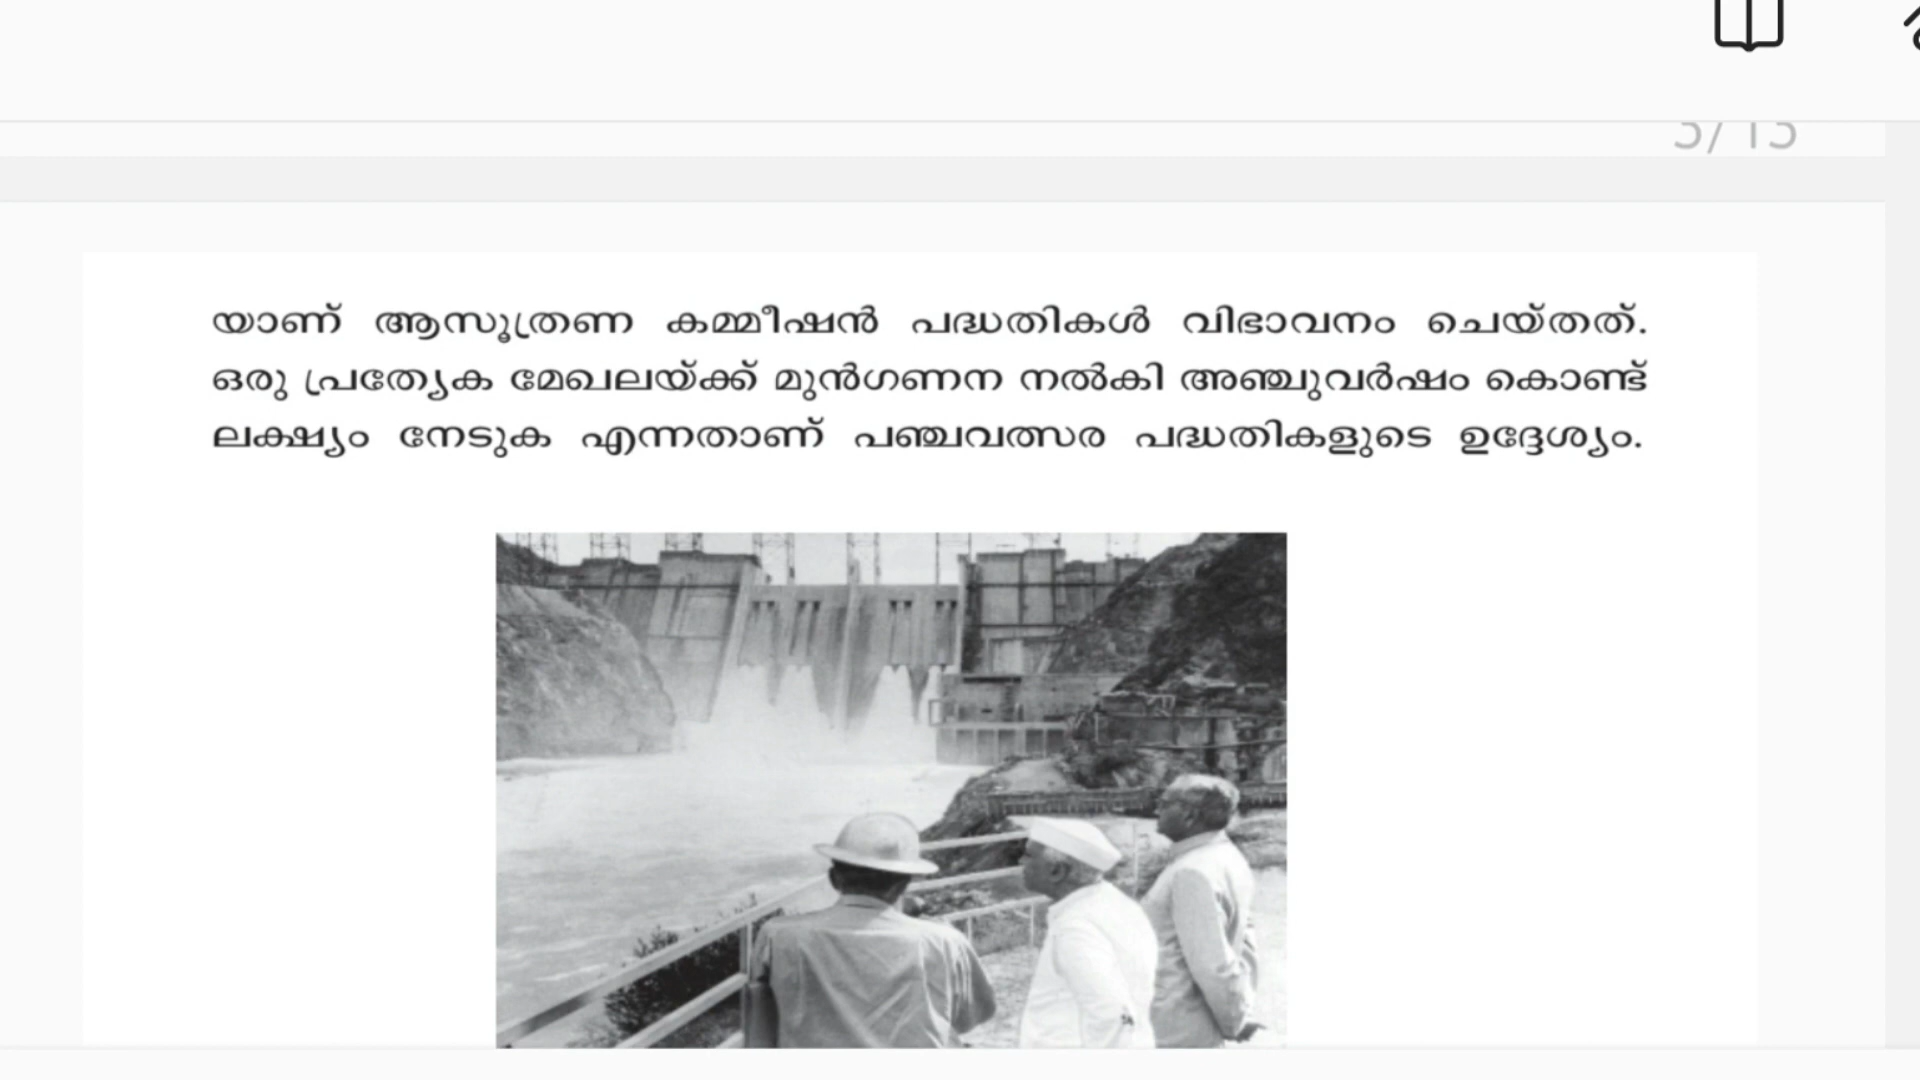 യാണ് ആസൂത്രണ കമ്മീഷൻ പദ്ധതികൾ വിഭാവനം ചെയ്തത്.
ഒരു പ്രത്യേക മേഖലയ്ക്ക് മുൻഗണന നൽകി അഞ്ചുവർഷം കൊണ്ട്
ലക്ഷ്യം നേടുക എന്നതാണ് പഞ്ചവത്സര പദ്ധതികളുടെ ഉദ്ദേശ്യം.